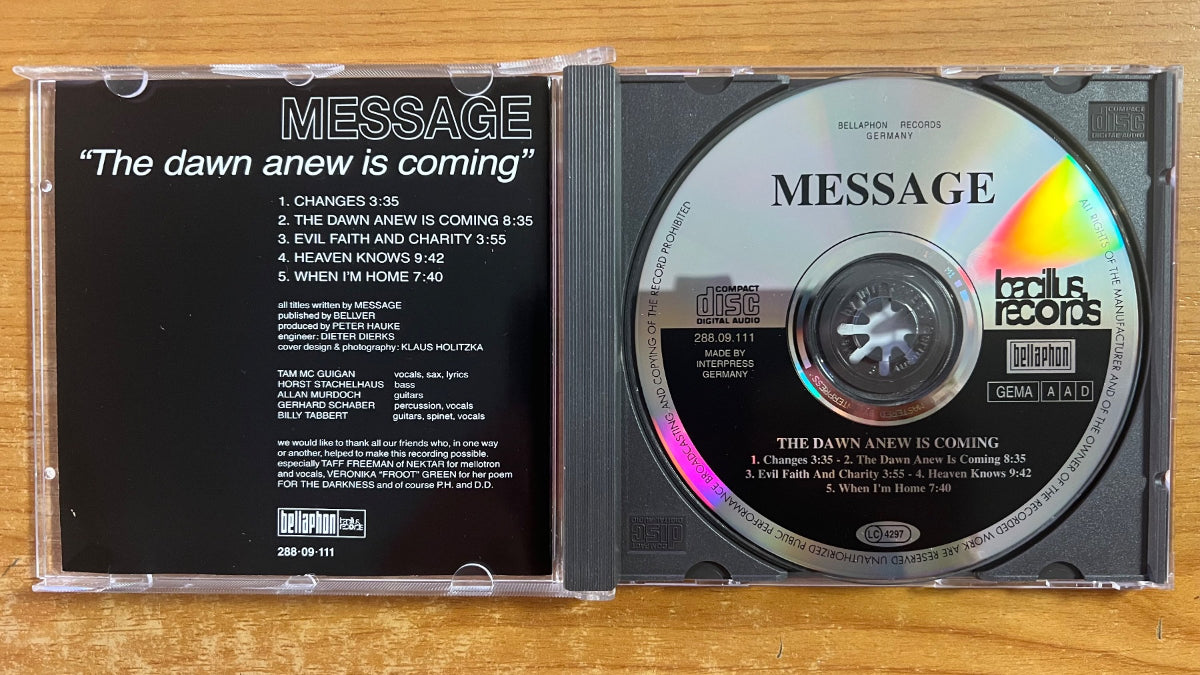 MESSAGE
“The dawn anew is coming”
1. CHANGES 3:35
2. THE DAWN ANEW IS COMING 8:35
3. EVIL FAITH AND CHARITY 3:55
4. HEAVEN KNOWS 9:42
5. WHEN I'M HOME 7:40
all titles written by MESSAGE
published by BELLVER
produced by PETER HAUKE
engineer: DIETER DIERKS
cover design & photography: KLAUS HOLITZKA
TAM MC GUIGAN vocals, sax, lyrics
HORST STACHELHAUS bass
ALLAN MURDOCH guitars
GERHARD SCHABER percussion, vocals
BILLY TABBERT guitars, spinet, vocals
we would like to thank all our friends who, in one way
or another, helped to make this recording possible.
especially TAFF FREEMAN of NEKTAR for mellotron
and vocals, VERONIKA “FROOT” GREEN for her poem
FOR THE DARKNESS and of course P.H. and D.D.
bellaphon bacillus records
288·09·111
BELLAPHON RECORDS
GERMANY
MESSAGE
COMPACT
disc
DIGITAL AUDIO
288.09.111
MADE BY
INTERPRESS
GERMANY
bacillus
records
bellaphon
GEMA A A D
THE DAWN ANEW IS COMING
1. Changes 3:35 - 2. The Dawn Anew Is Coming 8:35
3. Evil Faith And Charity 3:55 - 4. Heaven Knows 9:42
5. When I'm Home 7:40
LC 4297
ALL RIGHTS OF THE MANUFACTURER AND OF THE OWNER OF THE RECORDED WORK ARE RESERVED UNAUTHORIZED PUBLIC PERFORMANCE BROADCASTING AND COPYING OF THE RECORD PROHIBITED
COMPACT
disc
DIGITAL AUDIO
COMPACT
disc
DIGITAL AUDIO